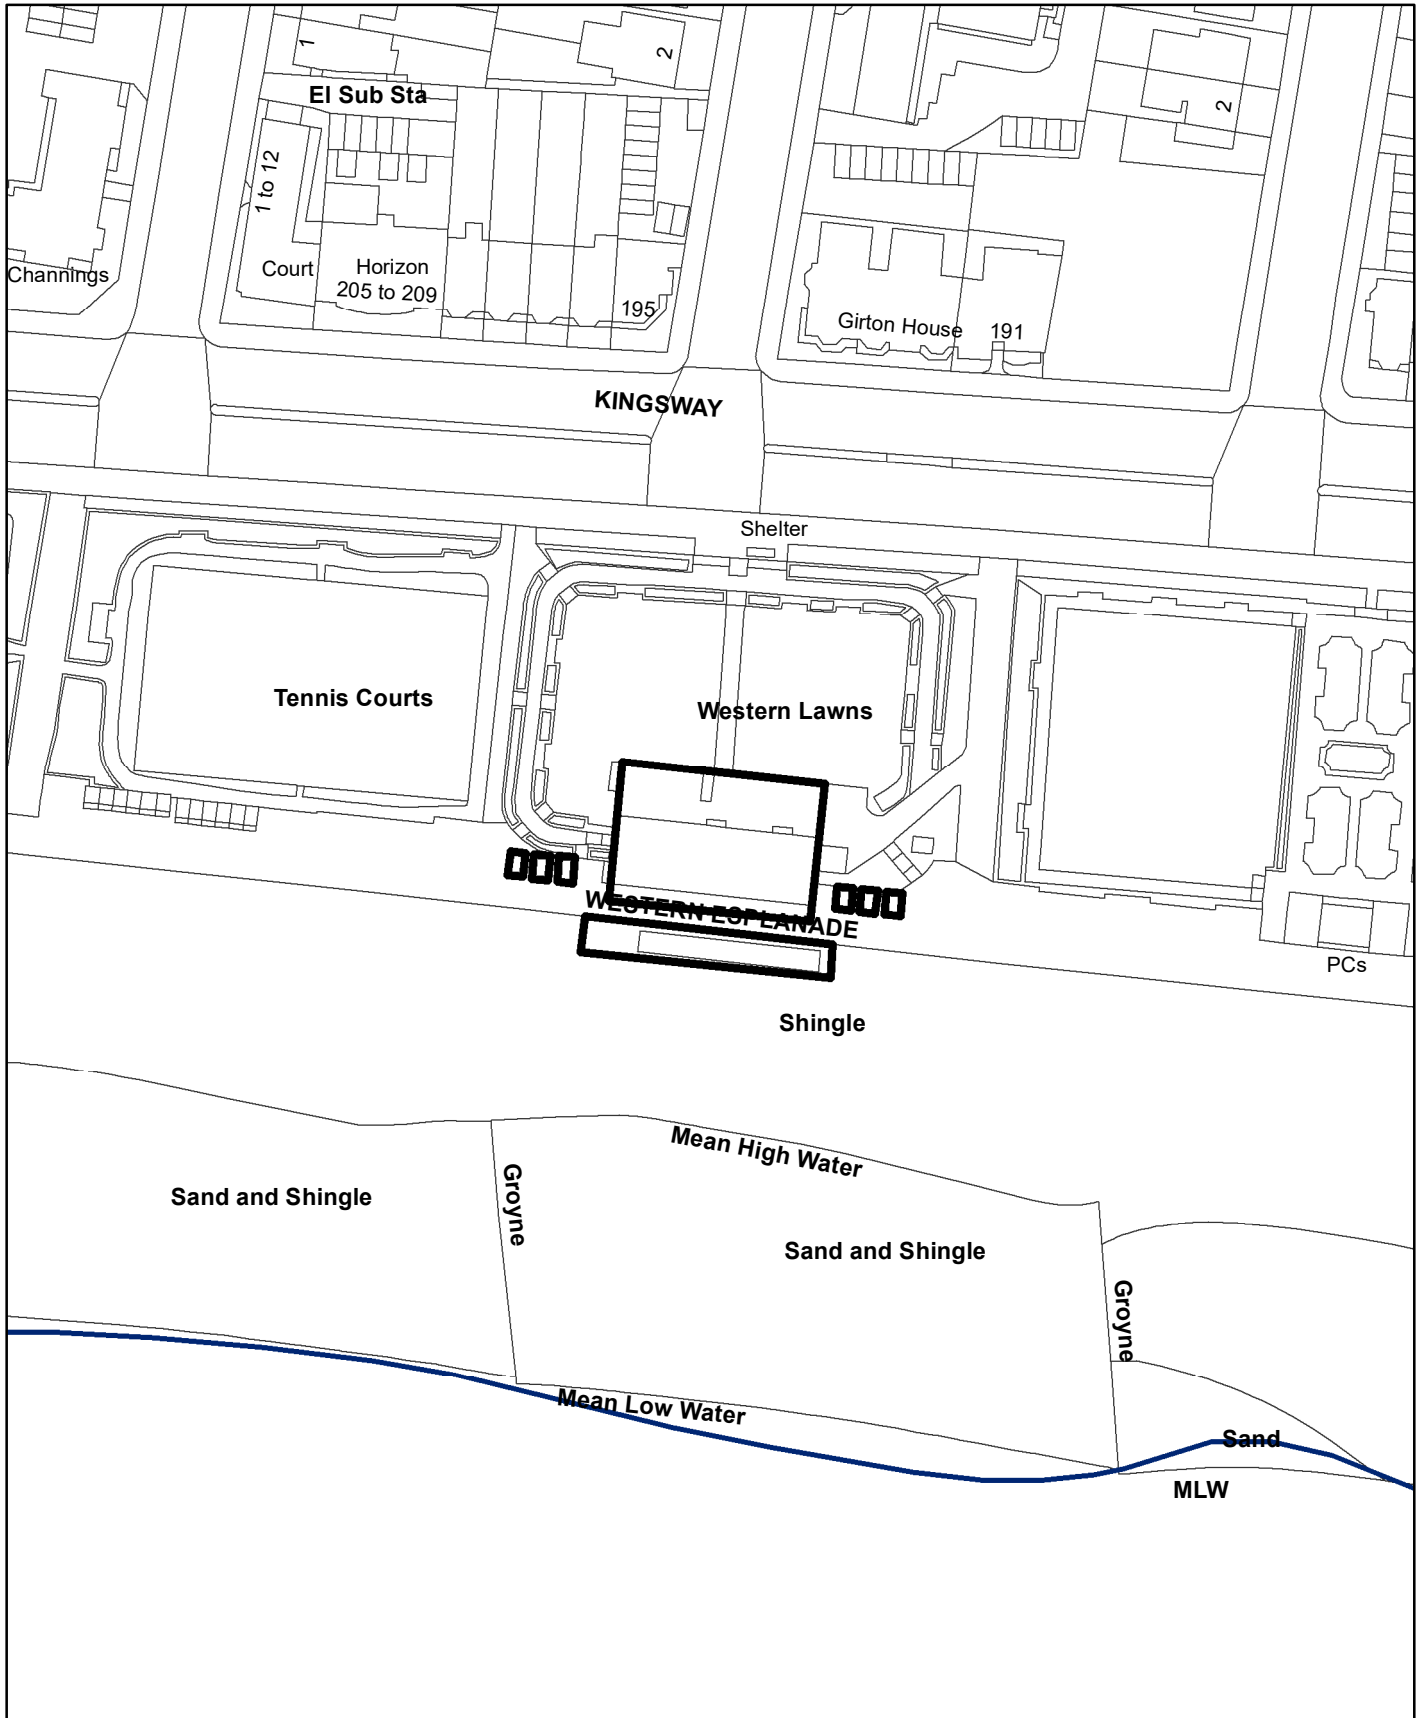 1
2
El Sub Sta
2
1 to 12
Channings
Court
Horizon
205 to 209
195
Girton House
191
KINGSWAY
Shelter
Tennis Courts
Western Lawns
WESTERN ESPLANADE
PCs
Shingle
Mean High Water
Groyne
Sand and Shingle
Sand and Shingle
Groyne
Mean Low Water
Sand
MLW